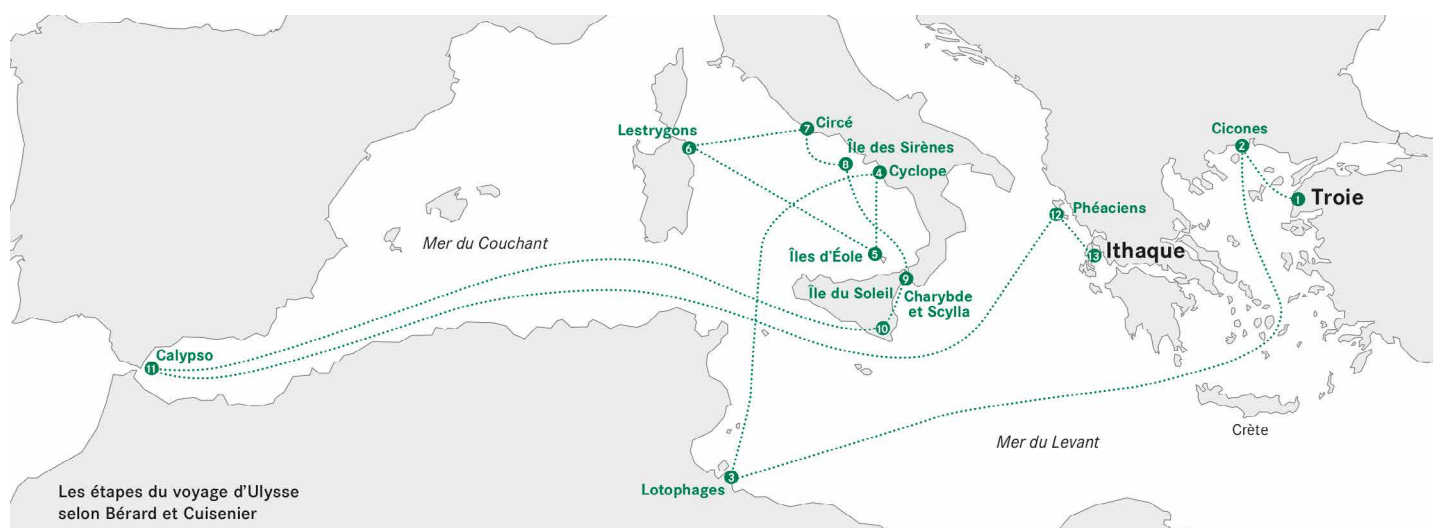 Circé
7
Lestrygons
6
Île des Sirènes
8
4
Cyclope
Cicones
2
1
Troie
12
Phéaciens
Mer du Couchant
Îles d'Éole
5
13
Ithaque
9
Île du Soleil
Charybde
et Scylla
10
Calypso
11
Crète
Mer du Levant
3
Lotophages
Les étapes du voyage d'Ulysse
selon Bérard et Cuisenier